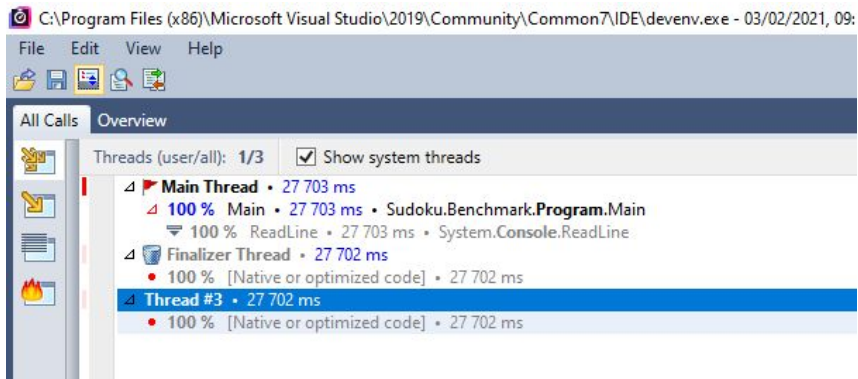 C:\Program Files (x86)\Microsoft Visual Studio\2019\Community\Common7\IDE\devenv.exe - 03/02/2021, 09:
File Edit View Help
All Calls Overview
Threads (user/all): 1/3 Show system threads
Main Thread • 27 703 ms
100 % Main • 27 703 ms • Sudoku.Benchmark.Program.Main
100 % ReadLine • 27 703 ms • System.Console.ReadLine
Finalizer Thread • 27 702 ms
100 % [Native or optimized code] • 27 702 ms
Thread #3 • 27 702 ms
100 % [Native or optimized code] • 27 702 ms